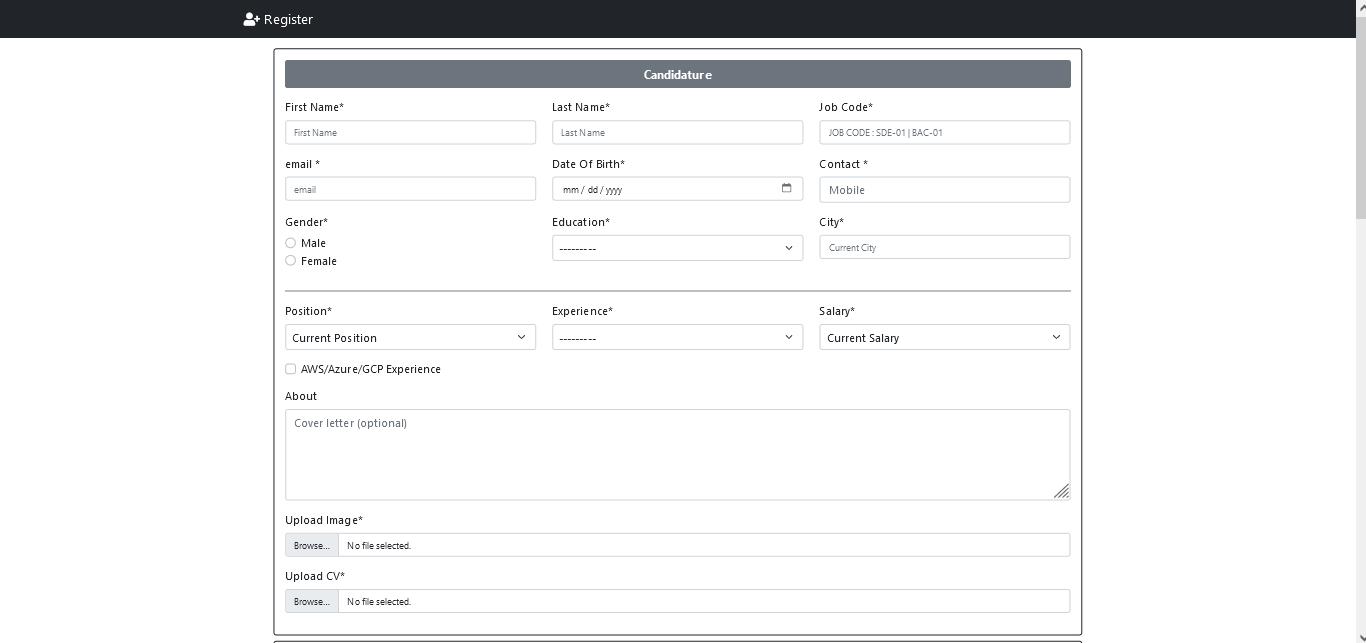 Register
Candidature
First Name* Last Name* Job Code*
First Name Last Name JOB CODE : SDE-01 | BAC-01
email * Date Of Birth* Contact *
email mm / dd / yyyy Mobile
Gender* Education* City*
Male
--------- Current City
Female
Position* Experience* Salary*
Current Position --------- Current Salary
AWS/Azure/GCP Experience
About
Cover letter (optional)
Upload Image*
Browse... No file selected.
Upload CV*
Browse... No file selected.